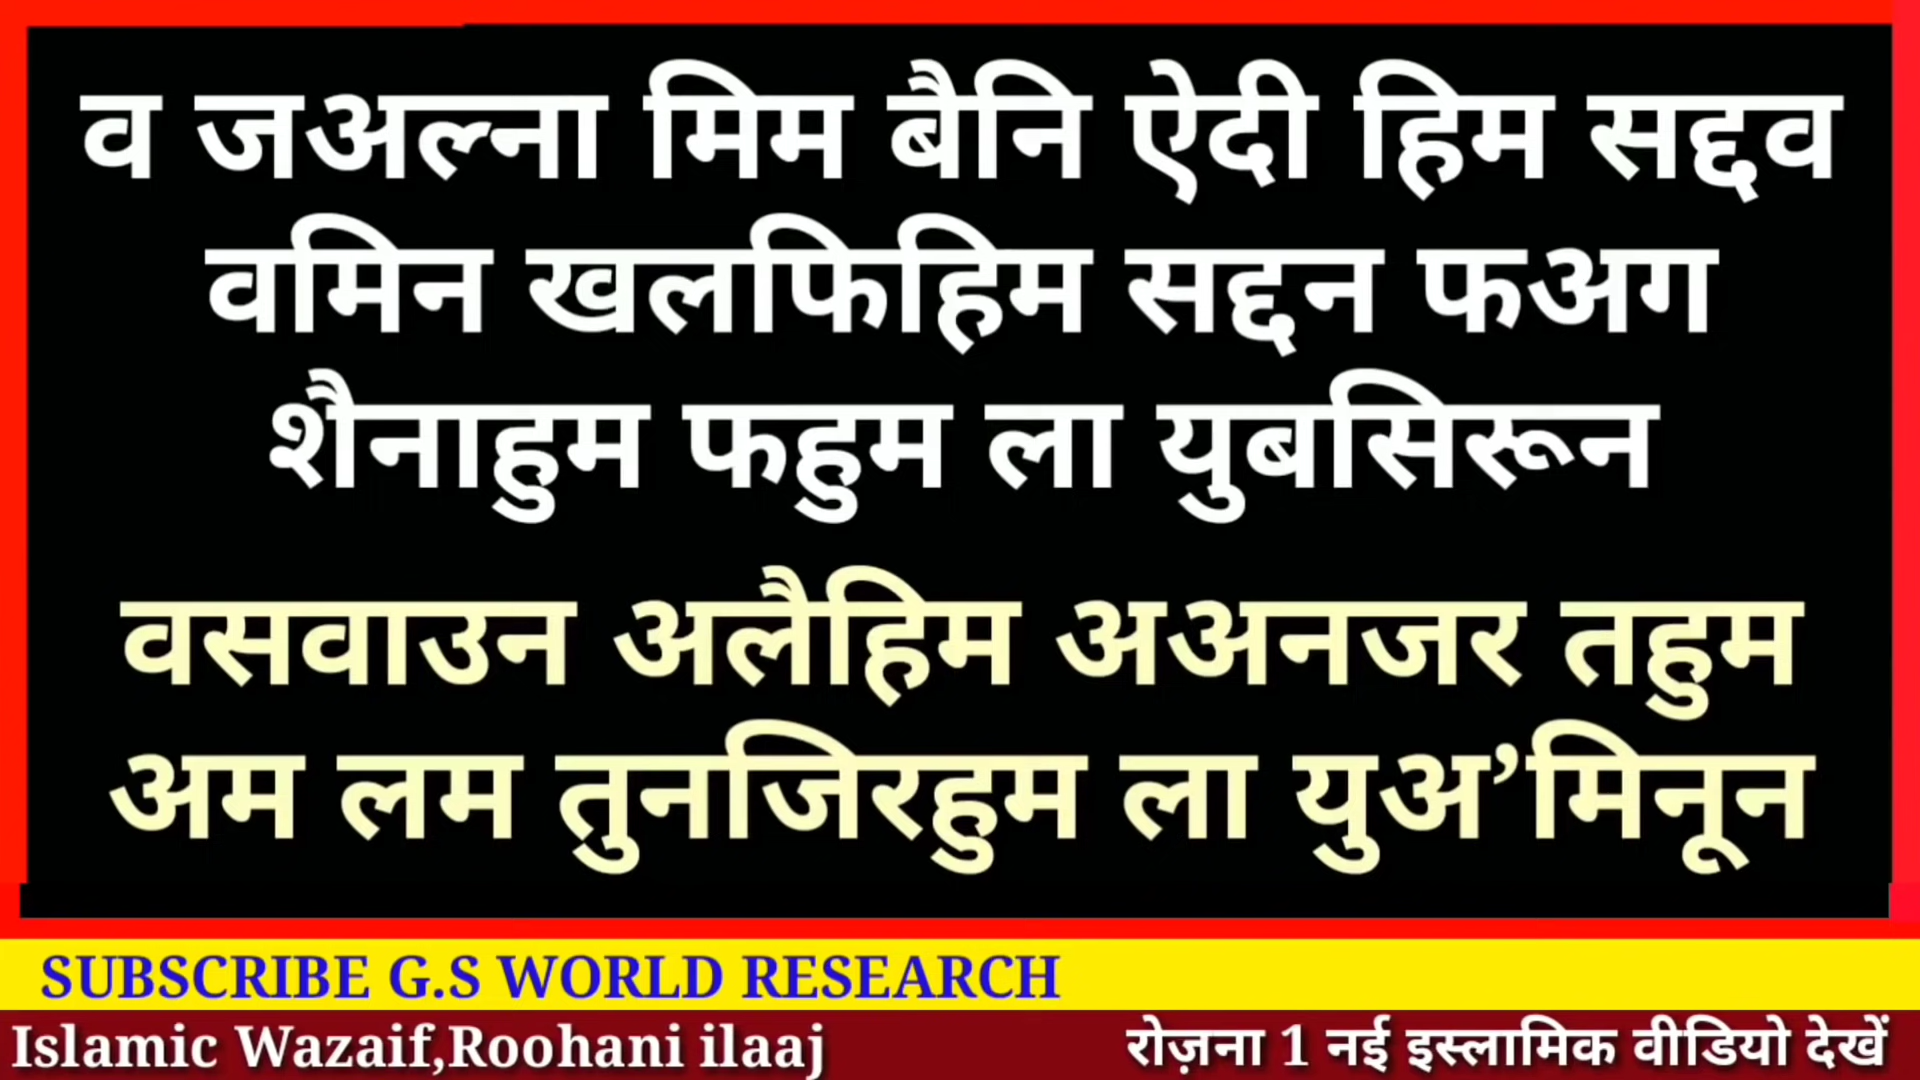 व जअल्ना मिम बैनि ऐदी हिम सद्दव
वमिन खलफिहिम सद्दन फअग
शैनाहुम फहुम ला युबसिरून
वसवाउन अलैहिम अअनजर तहुम
अम लम तुनजिरहुम ला युअ’मिनून
SUBSCRIBE G.S WORLD RESEARCH
Islamic Wazaif,Roohani ilaaj
रोज़ना 1 नई इस्लामिक वीडियो देखें